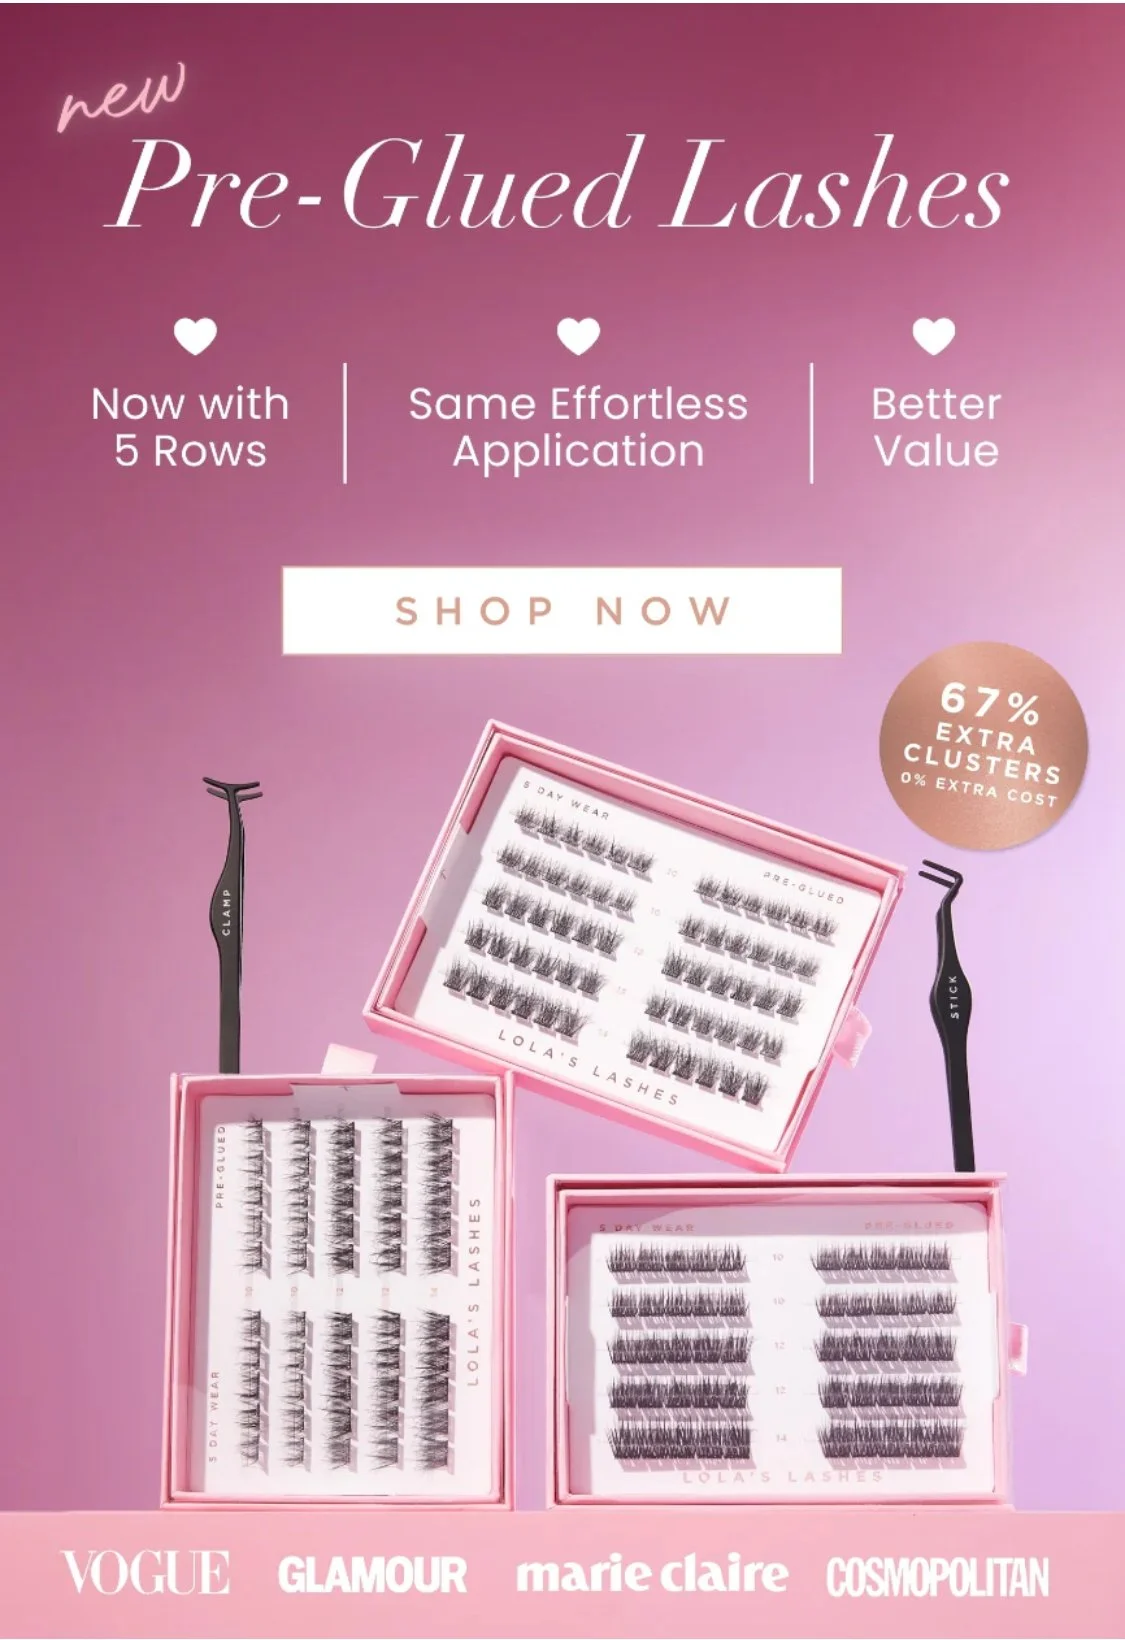 new
Pre-Glued Lashes
Now with
5 Rows
Same Effortless
Application
Better
Value
SHOP NOW
67%
EXTRA
CLUSTERS
0% EXTRA COST
CLAMP
STICK
5 DAY WEAR
PRE-GLUED
10
10
12
LOLA'S LASHES
PRE-GLUED
5 DAY WEAR
10
10
12
12
14
LOLA'S LASHES
5 DAY WEAR
PRE-GLUED
10
10
12
12
14
LOLA'S LASHES
VOGUE
GLAMOUR
marie claire
COSMOPOLITAN